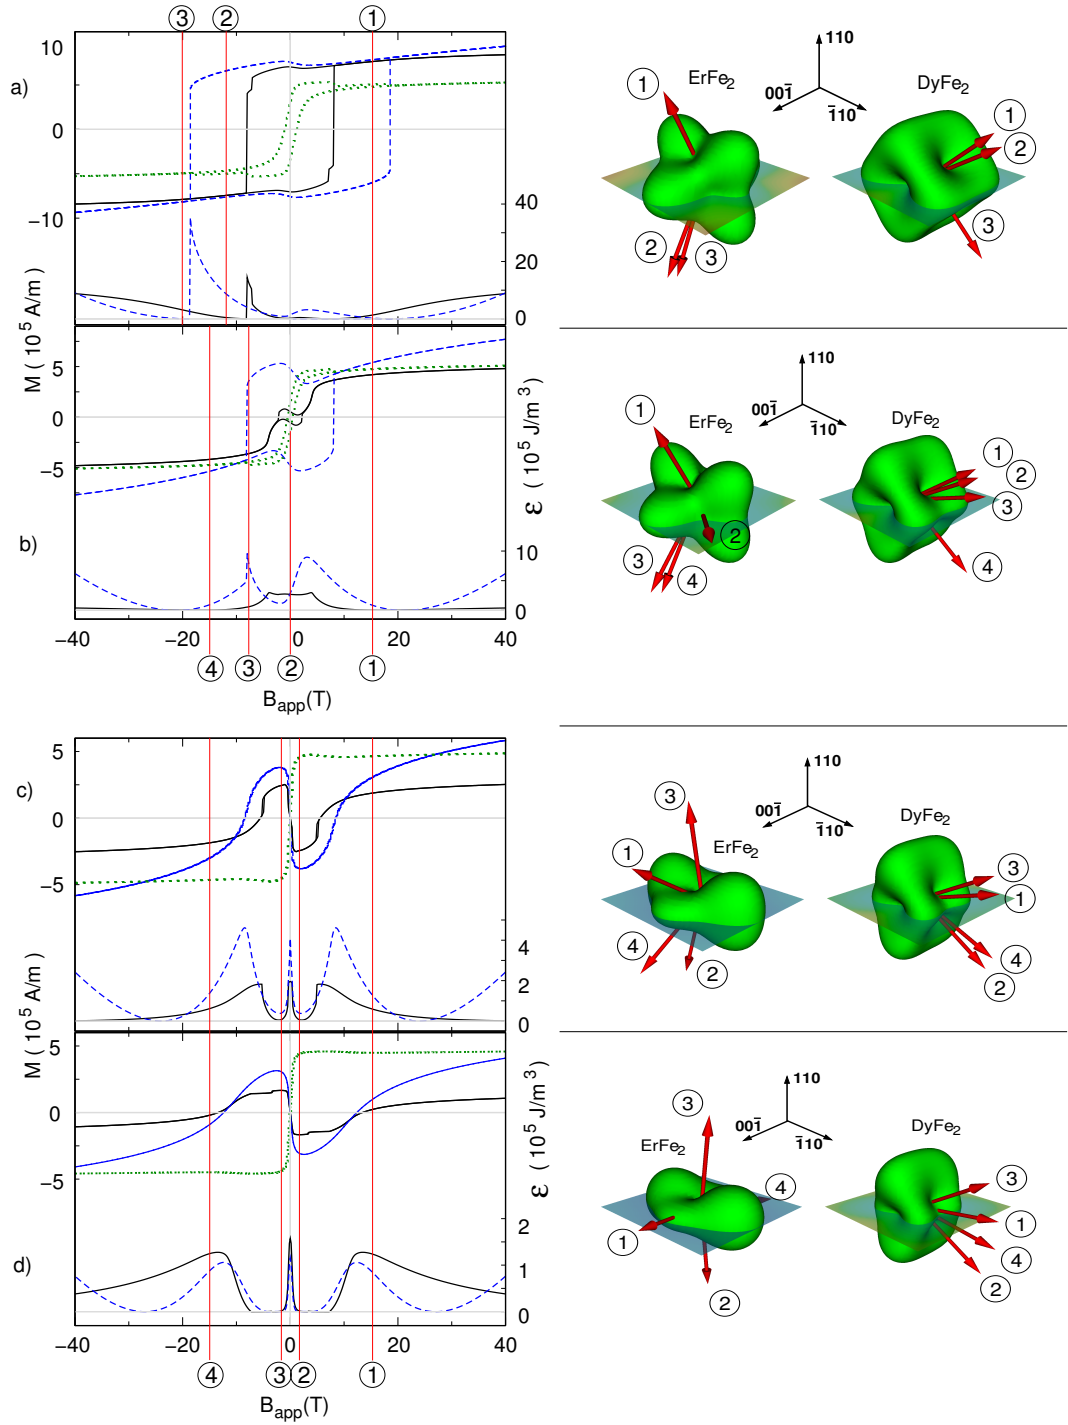 ③ ② ①
a)
10
0
−10
40
20
0
M ( 10⁵ A/m )
110
001̄
1̄10
ErFe₂
DyFe₂
①
②
③
①
②
③
b)
5
0
−5
10
0
ε ( 10⁵ J/m³ )
−40 −20 0 20 40
④ ③ ② ①
B_app(T)
110
001̄
1̄10
ErFe₂
DyFe₂
①
②
③
④
①
②
③
④
c)
5
0
−5
4
2
0
M ( 10⁵ A/m )
110
001̄
1̄10
ErFe₂
DyFe₂
③
①
④
②
③
①
④
②
d)
5
0
−5
2
1
0
ε ( 10⁵ J/m³ )
−40 −20 0 20 40
④ ③ ② ①
B_app(T)
110
001̄
1̄10
ErFe₂
DyFe₂
③
④
①
②
③
①
④
②